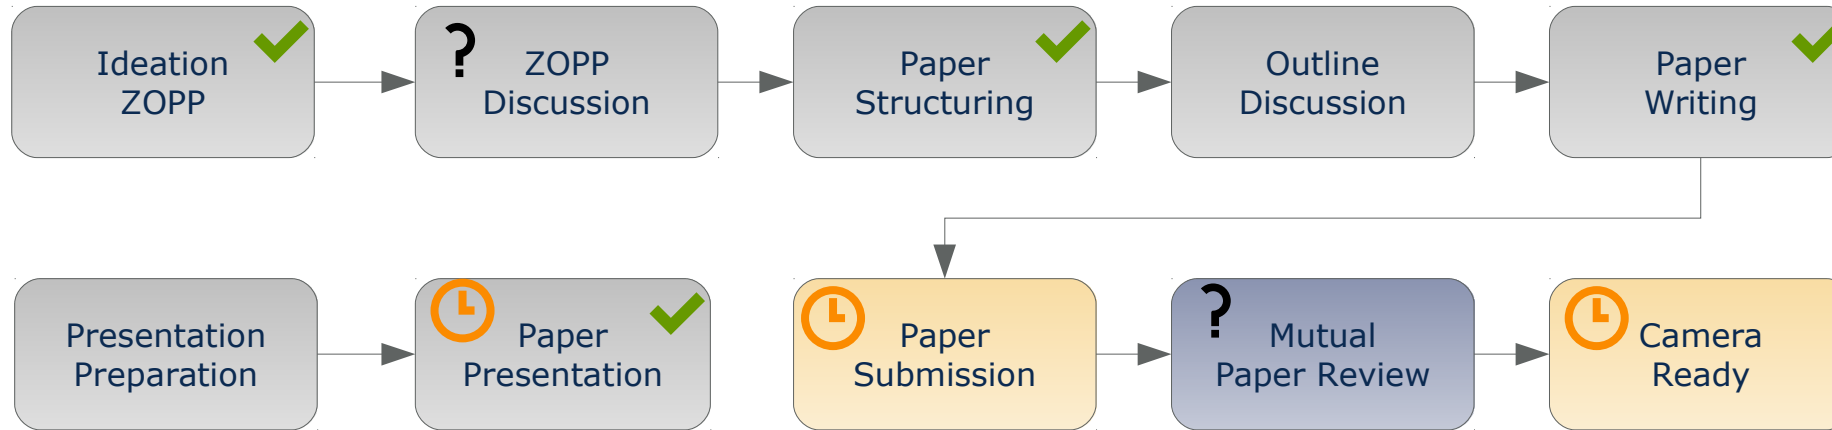 Ideation
ZOPP
?
ZOPP
Discussion
Paper
Structuring
Outline
Discussion
Paper
Writing
Presentation
Preparation
Paper
Presentation
Paper
Submission
?
Mutual
Paper Review
Camera
Ready